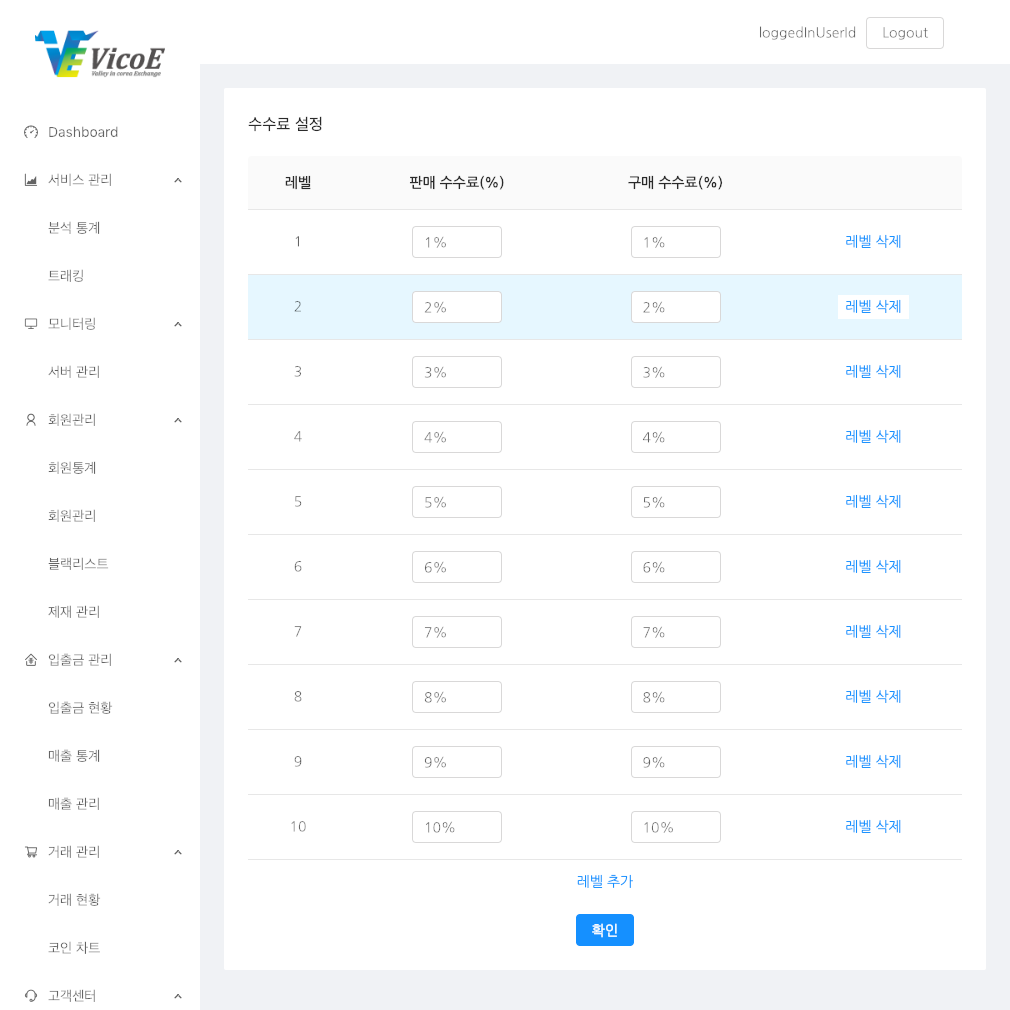 loggedInUserId Logout
VicoE
Valley in corea Exchange
Dashboard
서비스 관리
분석 통계
트래킹
모니터링
서버 관리
회원관리
회원통계
회원관리
블랙리스트
제재 관리
입출금 관리
입출금 현황
매출 통계
매출 관리
거래 관리
거래 현황
코인 차트
고객센터
수수료 설정
레벨 판매 수수료(%) 구매 수수료(%)
1 1% 1% 레벨 삭제
2 2% 2% 레벨 삭제
3 3% 3% 레벨 삭제
4 4% 4% 레벨 삭제
5 5% 5% 레벨 삭제
6 6% 6% 레벨 삭제
7 7% 7% 레벨 삭제
8 8% 8% 레벨 삭제
9 9% 9% 레벨 삭제
10 10% 10% 레벨 삭제
레벨 추가
확인